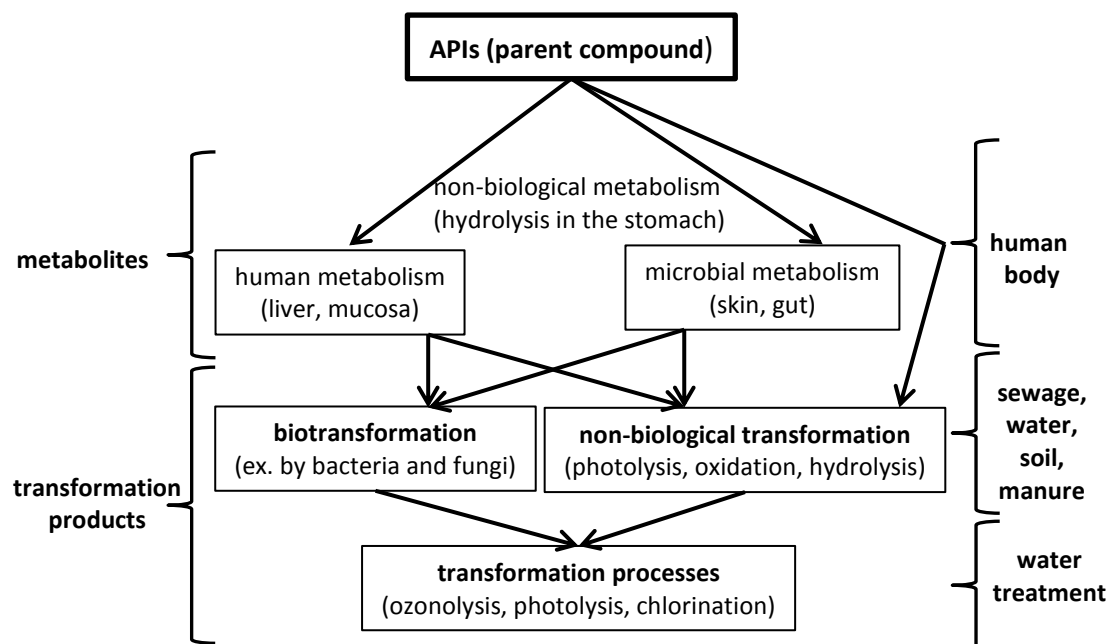 APIs (parent compound)
non-biological metabolism
(hydrolysis in the stomach)
metabolites
human metabolism
(liver, mucosa)
microbial metabolism
(skin, gut)
human
body
transformation
products
biotransformation
(ex. by bacteria and fungi)
non-biological transformation
(photolysis, oxidation, hydrolysis)
sewage,
water,
soil,
manure
transformation processes
(ozonolysis, photolysis, chlorination)
water
treatment